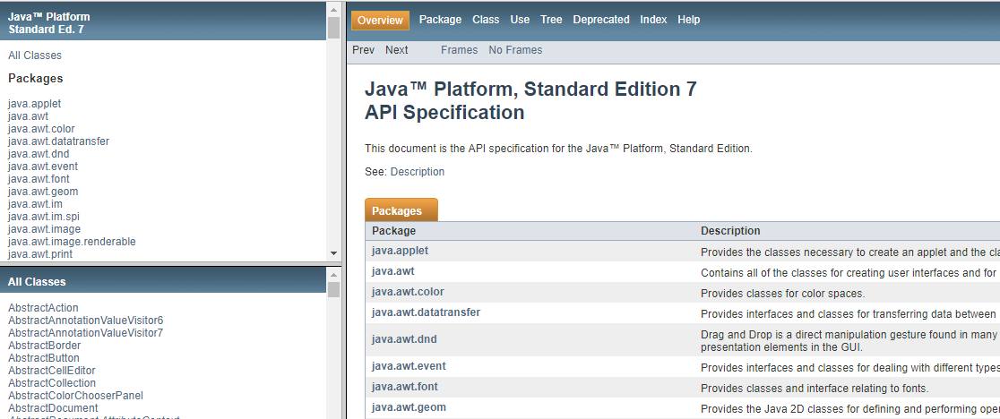 Java™ Platform
Standard Ed. 7
All Classes
Packages
java.applet
java.awt
java.awt.color
java.awt.datatransfer
java.awt.dnd
java.awt.event
java.awt.font
java.awt.geom
java.awt.im
java.awt.im.spi
java.awt.image
java.awt.image.renderable
java.awt.print
All Classes
AbstractAction
AbstractAnnotationValueVisitor6
AbstractAnnotationValueVisitor7
AbstractBorder
AbstractButton
AbstractCellEditor
AbstractCollection
AbstractColorChooserPanel
AbstractDocument
AbstractDocument.AttributeContext
Overview Package Class Use Tree Deprecated Index Help
Prev Next Frames No Frames
Java™ Platform, Standard Edition 7
API Specification
This document is the API specification for the Java™ Platform, Standard Edition.
See: Description
Packages
Package Description
java.applet Provides the classes necessary to create an applet and the cla
java.awt Contains all of the classes for creating user interfaces and for
java.awt.color Provides classes for color spaces.
java.awt.datatransfer Provides interfaces and classes for transferring data between
java.awt.dnd Drag and Drop is a direct manipulation gesture found in many
presentation elements in the GUI.
java.awt.event Provides interfaces and classes for dealing with different types
java.awt.font Provides classes and interface relating to fonts.
java.awt.geom Provides the Java 2D classes for defining and performing ope